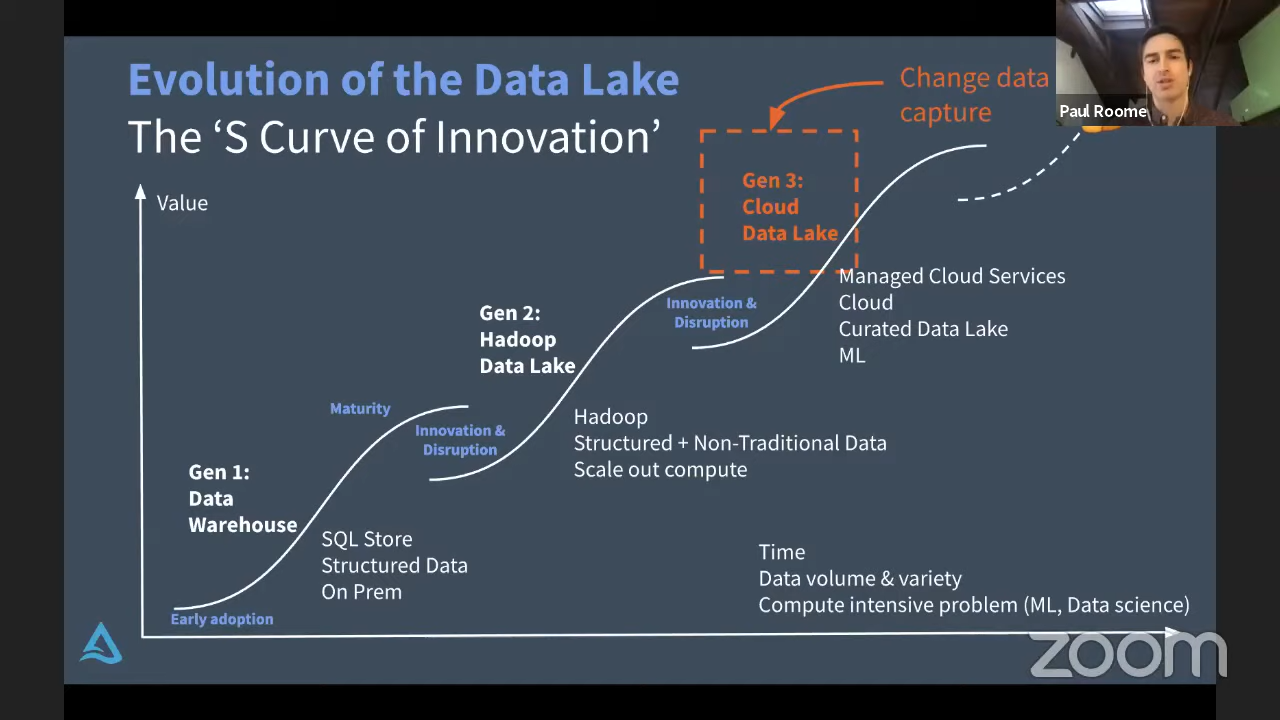 Evolution of the Data Lake
The ‘S Curve of Innovation’
Change data
capture
Paul Roome
Value
Gen 3:
Cloud
Data Lake
Managed Cloud Services
Cloud
Curated Data Lake
ML
Innovation &
Disruption
Gen 2:
Hadoop
Data Lake
Hadoop
Structured + Non-Traditional Data
Scale out compute
Maturity
Innovation &
Disruption
Gen 1:
Data
Warehouse
SQL Store
Structured Data
On Prem
Early adoption
Time
Data volume & variety
Compute intensive problem (ML, Data science)
zoom